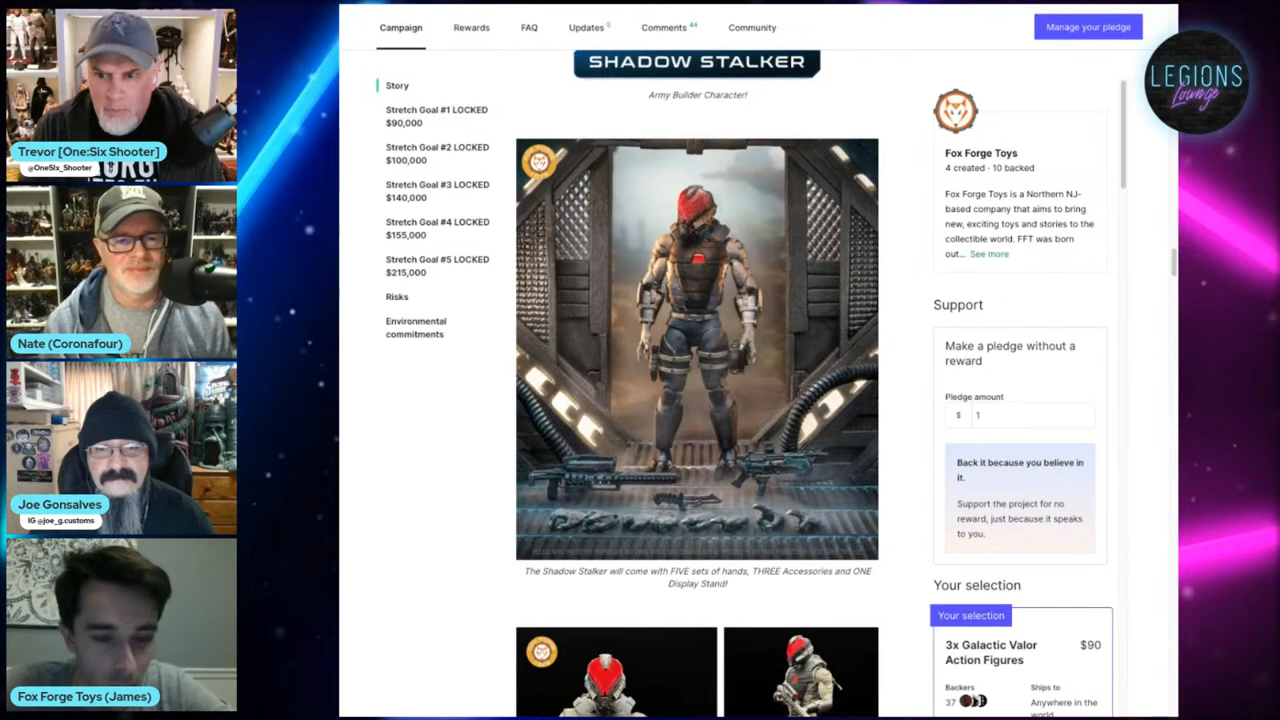 Trevor [One:Six Shooter]
@OneSIx_Shooter
Nate (Coronafour)
Joe Gonsalves
IG @joe_g.customs
Fox Forge Toys (James)
Campaign
Rewards
FAQ
Updates 5
Comments 44
Community
Manage your pledge
LEGIONS
Lounge
SHADOW STALKER
Army Builder Character!
Story
Stretch Goal #1 LOCKED
$90,000
Stretch Goal #2 LOCKED
$100,000
Stretch Goal #3 LOCKED
$140,000
Stretch Goal #4 LOCKED
$155,000
Stretch Goal #5 LOCKED
$215,000
Risks
Environmental
commitments
The Shadow Stalker will come with FIVE sets of hands, THREE Accessories and ONE
Display Stand!
Fox Forge Toys
4 created · 10 backed
Fox Forge Toys is a Northern NJ-
based company that aims to bring
new, exciting toys and stories to the
collectible world. FFT was born
out... See more
Support
Make a pledge without a
reward
Pledge amount
$ 1
Back it because you believe in
it.
Support the project for no
reward, just because it speaks
to you.
Your selection
Your selection
3x Galactic Valor
Action Figures
$90
Backers
37
Ships to
Anywhere in the
world